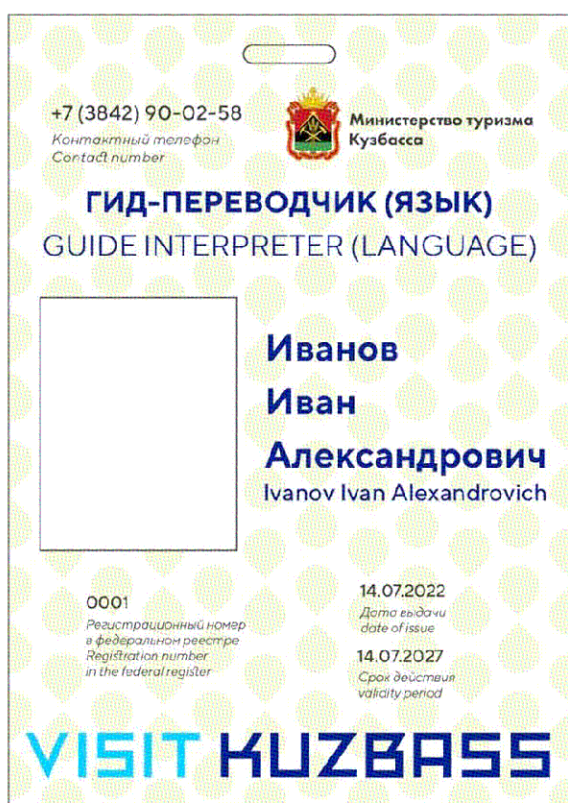 +7 (3842) 90-02-58
Контактный телефон
Contact number
Министерство туризма
Кузбасса
ГИД-ПЕРЕВОДЧИК (ЯЗЫК)
GUIDE INTERPRETER (LANGUAGE)
Иванов
Иван
Александрович
Ivanov Ivan Alexandrovich
0001
Регистрационный номер
в федеральном реестре
Registration number
in the federal register
14.07.2022
Дата выдачи
date of issue
14.07.2027
Срок действия
validity period
VISIT KUZBASS